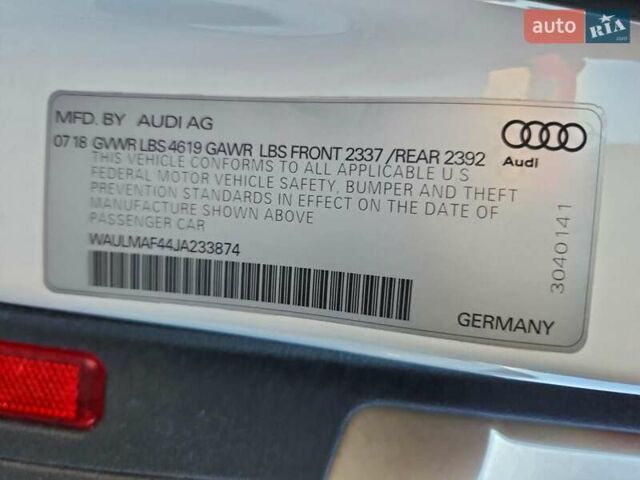 auto RIA.com
MFD. BY AUDI AG
0718 GVWR LBS 4619 GAWR LBS FRONT 2337 /REAR 2392
THIS VEHICLE CONFORMS TO ALL APPLICABLE U S
FEDERAL MOTOR VEHICLE SAFETY, BUMPER AND THEFT
PREVENTION STANDARDS IN EFFECT ON THE DATE OF
MANUFACTURE SHOWN ABOVE
PASSENGER CAR
WAULMAF44JA233874
Audi
3040141
GERMANY